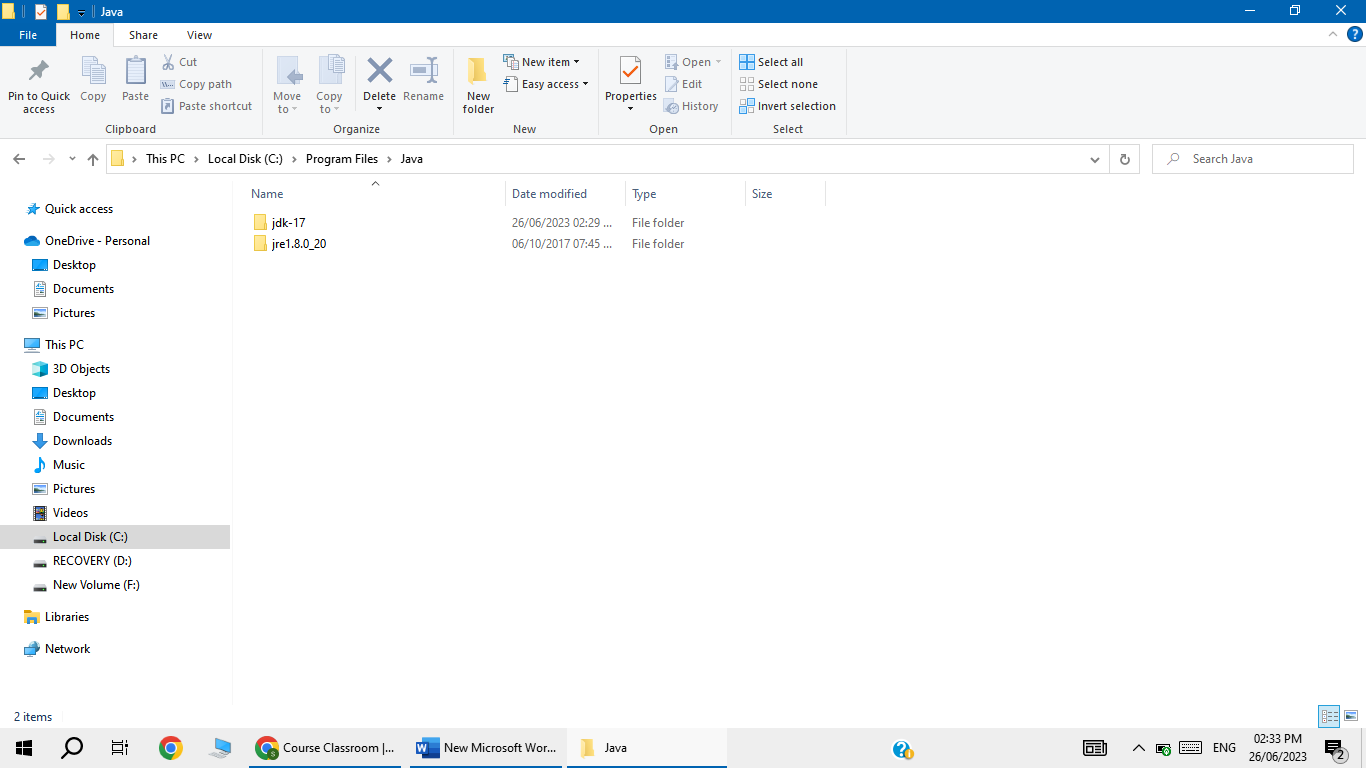 Java
File Home Share View
Pin to Quick access
Copy
Paste
Cut
Copy path
Paste shortcut
Clipboard
Move to
Copy to
Delete
Rename
Organize
New folder
New item
Easy access
New
Properties
Open
Edit
History
Open
Select all
Select none
Invert selection
Select
This PC Local Disk (C:) Program Files Java
Search Java
Name Date modified Type Size
jdk-17 26/06/2023 02:29 ... File folder
jre1.8.0_20 06/10/2017 07:45 ... File folder
Quick access
OneDrive - Personal
Desktop
Documents
Pictures
This PC
3D Objects
Desktop
Documents
Downloads
Music
Pictures
Videos
Local Disk (C:)
RECOVERY (D:)
New Volume (F:)
Libraries
Network
2 items
Course Classroom |...
New Microsoft Wor...
Java
ENG
02:33 PM
26/06/2023
2